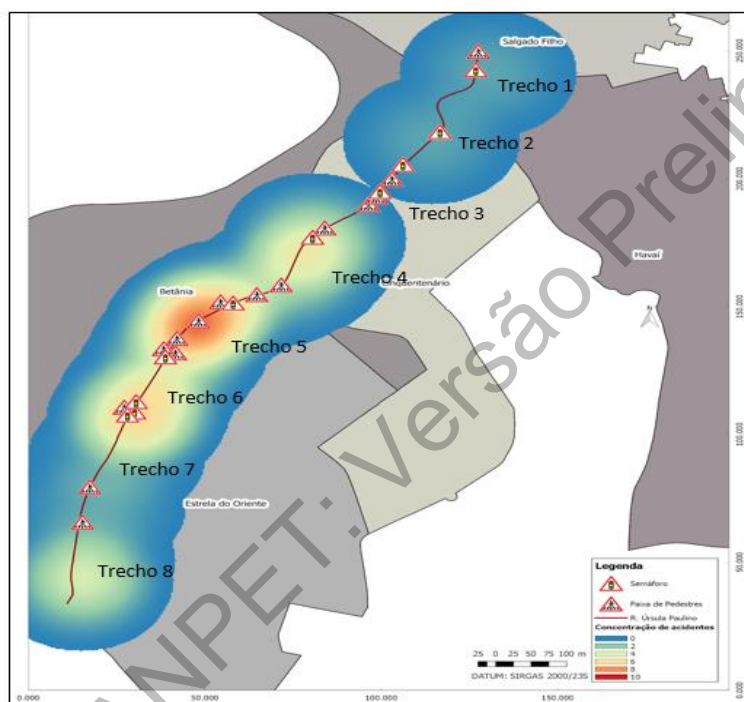 Salgado Filho
Trecho 1
Trecho 2
Trecho 3
Havaí
Trecho 4
Cinquentenário
Betânia
Trecho 5
Trecho 6
Trecho 7
Estrela do Oriente
Trecho 8
N
250.000
200.000
150.000
100.000
50.000
0.000
Legenda
Semáforo
Faixa de Pedestres
R. Úrsula Paulino
Concentração de acidentes
0
2
4
6
8
10
25 0 25 50 75 100 m
DATUM: SIRGAS 2000/23S
0.000 50.000 100.000 150.000
ANPET: Versão Prelim